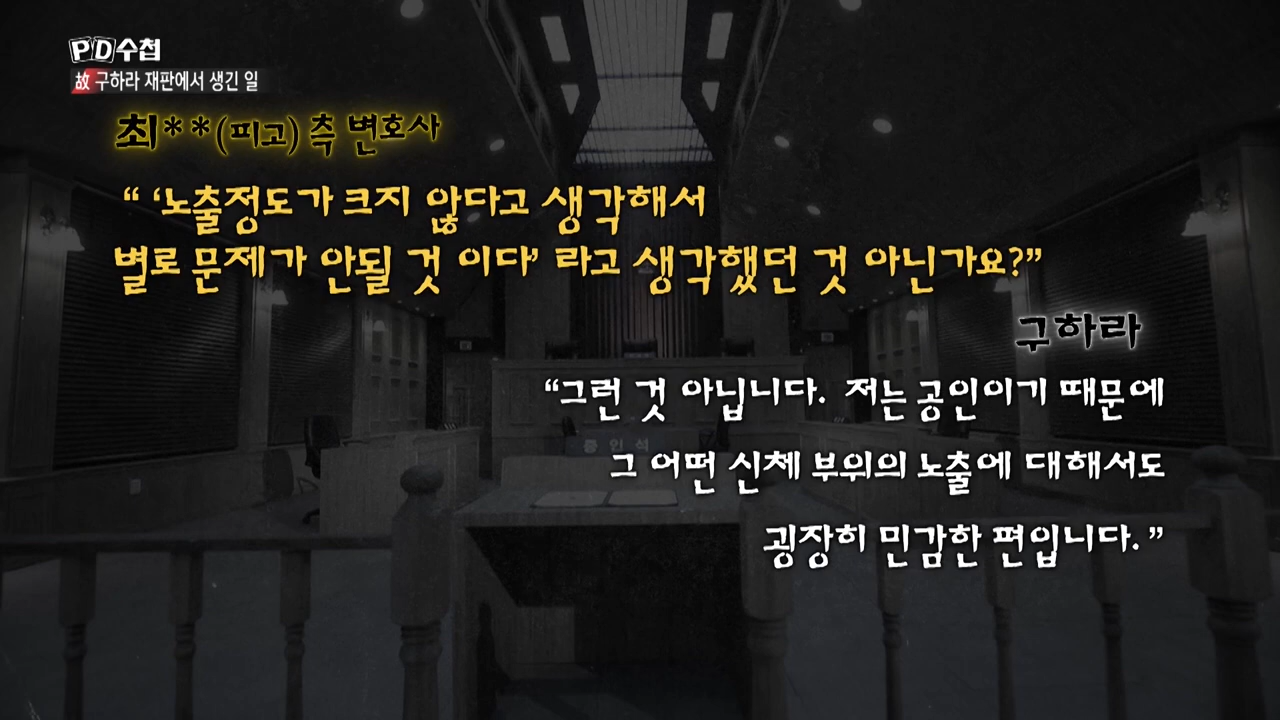 PD수첩
故 구하라 재판에서 생긴 일
최**(피고) 측 변호사
“ ‘노출정도가 크지 않다고 생각해서
별로 문제가 안될 것 이다’ 라고 생각했던 것 아닌가요?”
구하라
“그런 것 아닙니다. 저는 공인이기 때문에
그 어떤 신체 부위의 노출에 대해서도
굉장히 민감한 편입니다.”
증인석